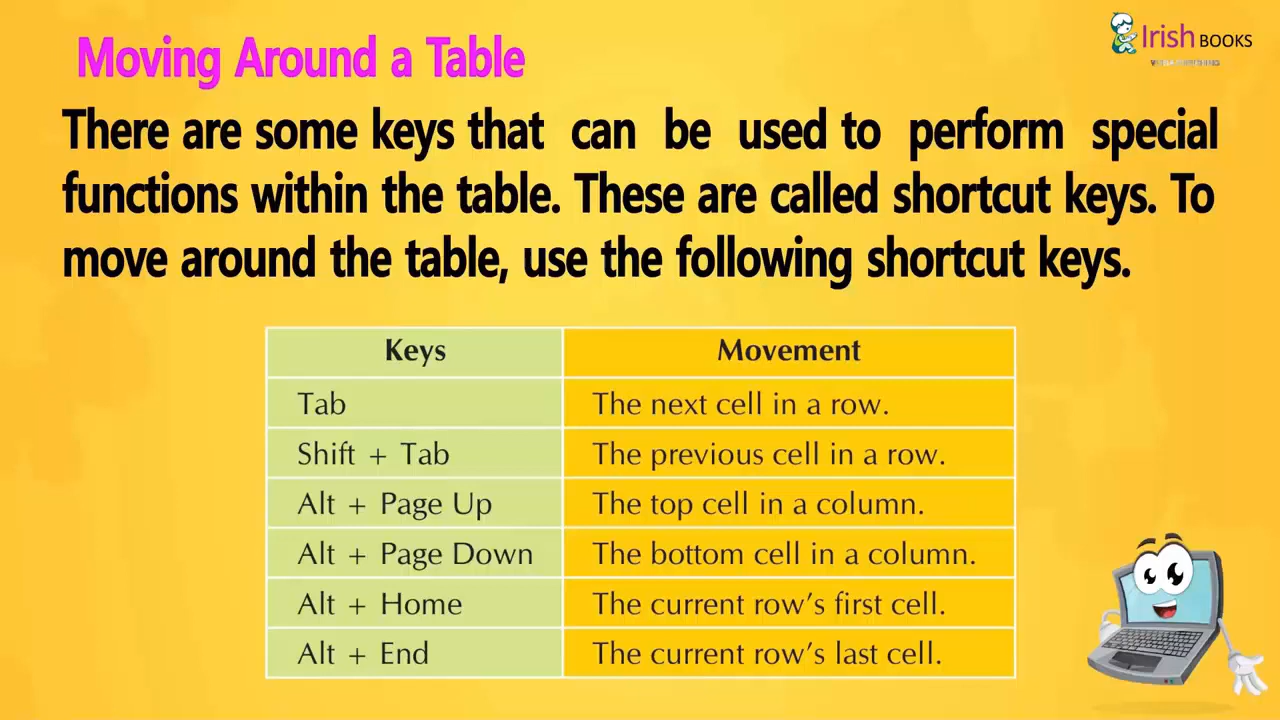 Moving Around a Table
Irish BOOKS
There are some keys that can be used to perform special
functions within the table. These are called shortcut keys. To
move around the table, use the following shortcut keys.
Keys Movement
Tab The next cell in a row.
Shift + Tab The previous cell in a row.
Alt + Page Up The top cell in a column.
Alt + Page Down The bottom cell in a column.
Alt + Home The current row’s first cell.
Alt + End The current row’s last cell.